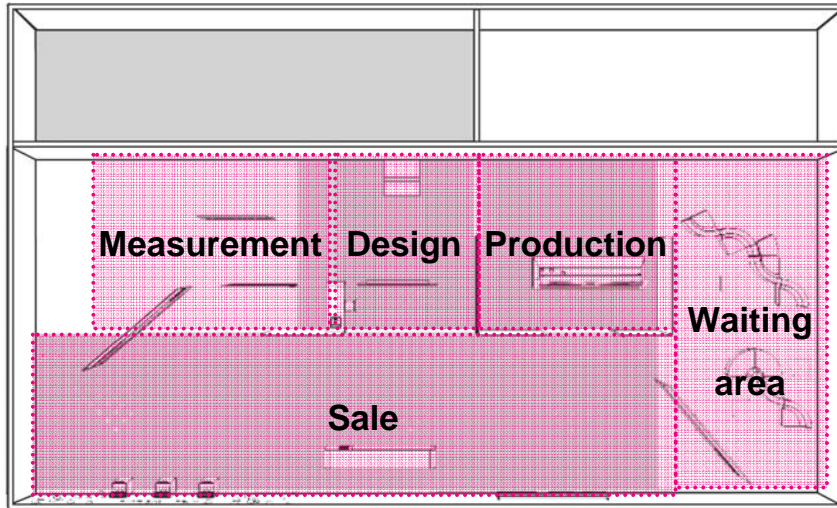 Measurement
Design
Production
Waiting
area
Sale